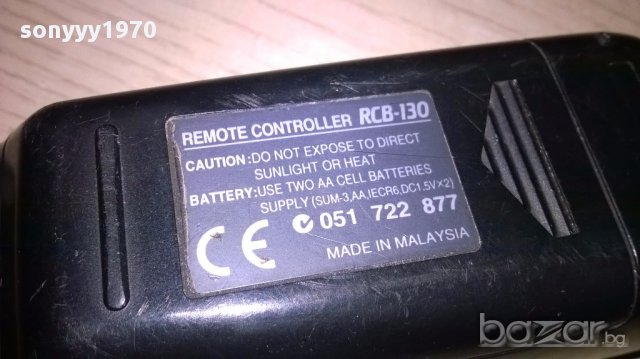 sonyyy1970
REMOTE CONTROLLER RCB-130
CAUTION:DO NOT EXPOSE TO DIRECT
SUNLIGHT OR HEAT
BATTERY:USE TWO AA CELL BATTERIES
SUPPLY (SUM-3,AA,IECR6,DC1.5V×2)
051 722 877
CE
MADE IN MALAYSIA
bazar.bg